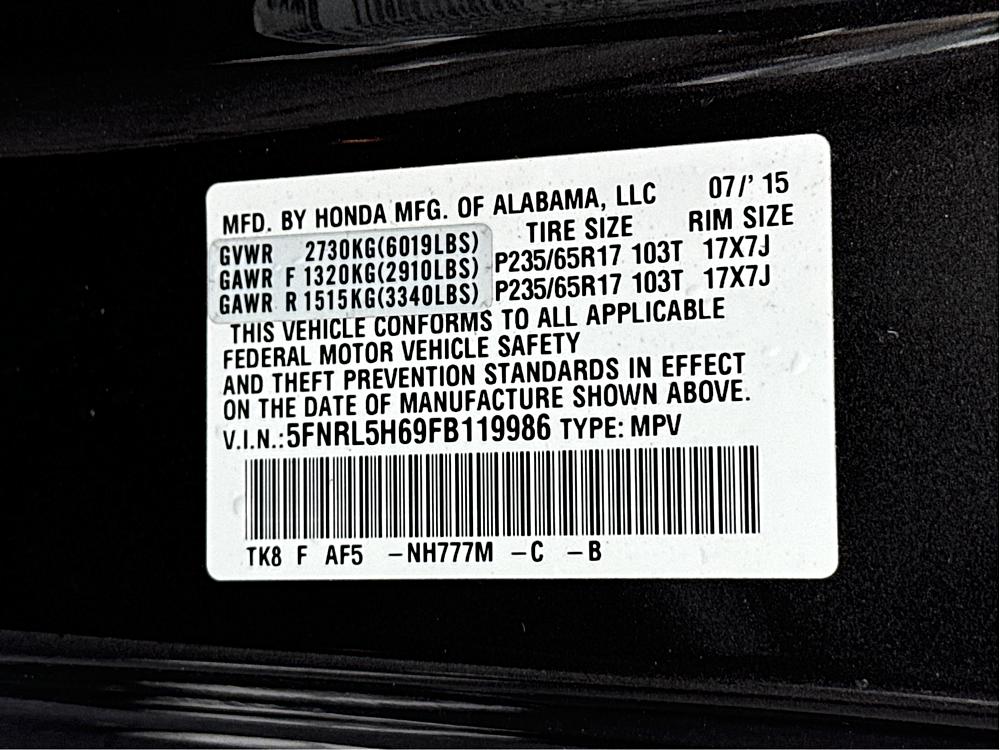 MFD. BY HONDA MFG. OF ALABAMA, LLC 07/' 15
TIRE SIZE RIM SIZE
GVWR 2730KG(6019LBS)
GAWR F 1320KG(2910LBS) P235/65R17 103T 17X7J
GAWR R 1515KG(3340LBS) P235/65R17 103T 17X7J
THIS VEHICLE CONFORMS TO ALL APPLICABLE
FEDERAL MOTOR VEHICLE SAFETY
AND THEFT PREVENTION STANDARDS IN EFFECT
ON THE DATE OF MANUFACTURE SHOWN ABOVE.
V.I.N.:5FNRL5H69FB119986 TYPE: MPV
TK8 F AF5 -NH777M -C -B